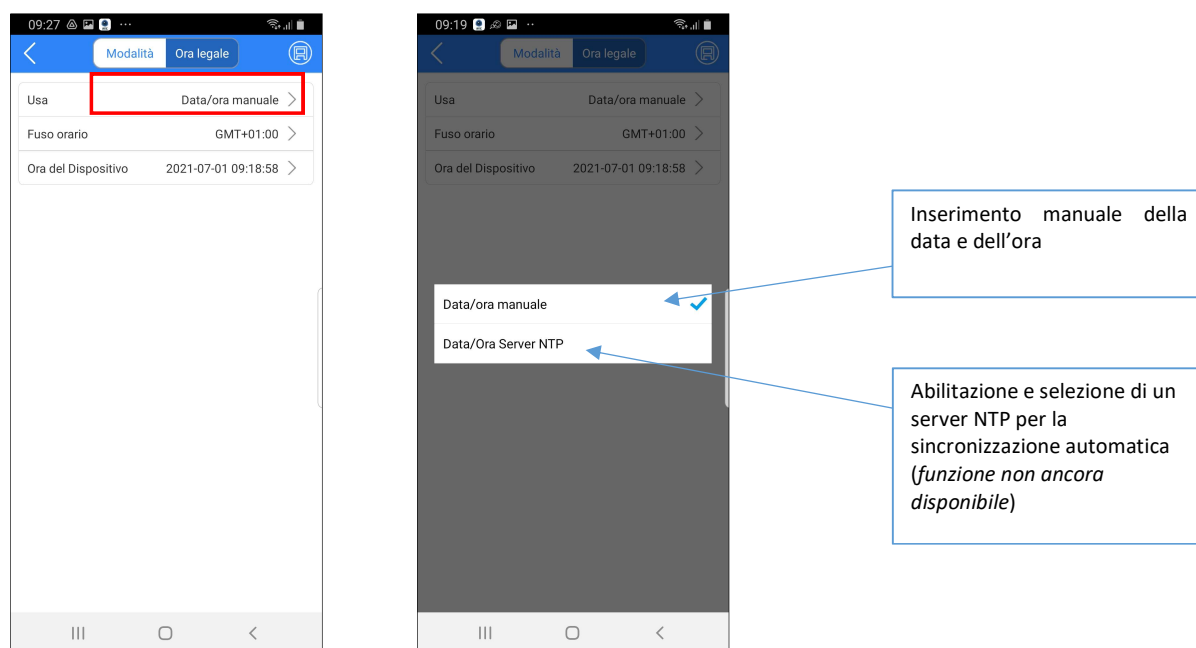 09:27
Modalità Ora legale
Usa Data/ora manuale
Fuso orario GMT+01:00
Ora del Dispositivo 2021-07-01 09:18:58
09:19
Modalità Ora legale
Usa Data/ora manuale
Fuso orario GMT+01:00
Ora del Dispositivo 2021-07-01 09:18:58
Data/ora manuale
Data/Ora Server NTP
Inserimento manuale della
data e dell’ora
Abilitazione e selezione di un
server NTP per la
sincronizzazione automatica
(funzione non ancora
disponibile)